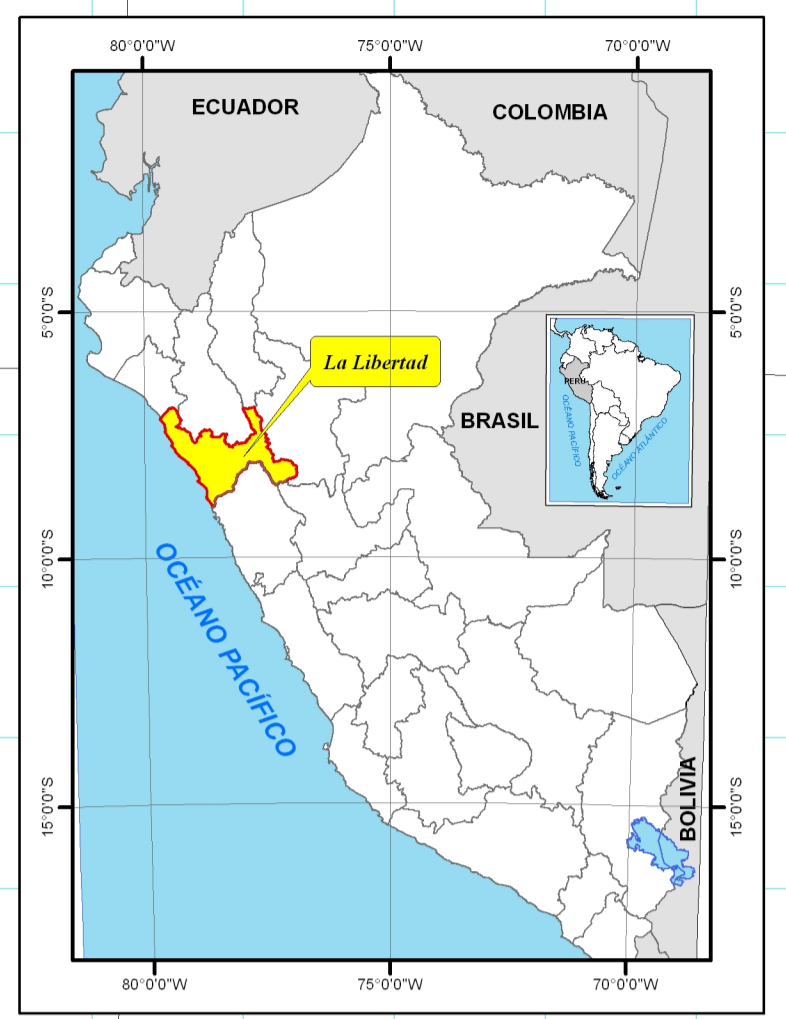 80°0'0"W
75°0'0"W
70°0'0"W
ECUADOR
COLOMBIA
5°0'0"S
5°0'0"S
La Libertad
PERU
BRASIL
OCÉANO PACÍFICO
OCÉANO ATLÁNTICO
10°0'0"S
10°0'0"S
OCÉANO PACÍFICO
BOLIVIA
15°0'0"S
15°0'0"S
80°0'0"W
75°0'0"W
70°0'0"W